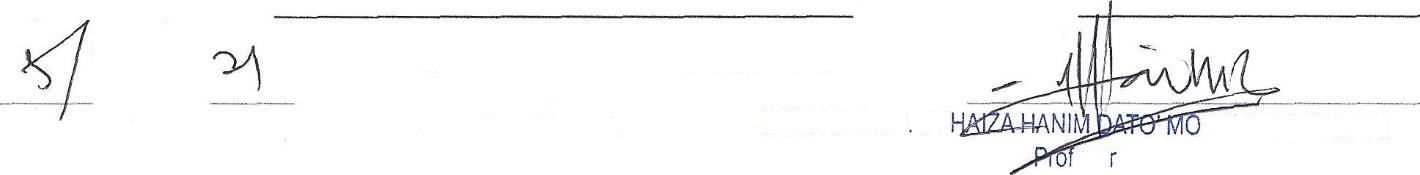 5/ 21
HAIZA HANIM DATO' MO
Prof r